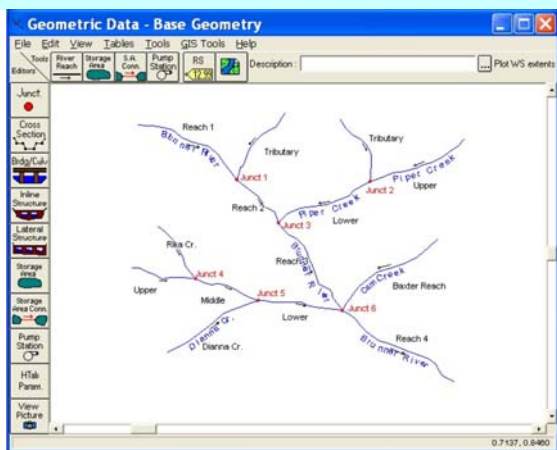 Geometric Data - Base Geometry
File Edit View Tools Tables Tools GIS Tools Help
Tools
Editors
River
Reach
Storage
Area
S.A.
Conn.
Pump
Station
RS
Description :
...
Plot WS extents
Junct.
Cross
Section
Brdg/Culv
Inline
Structure
Lateral
Structure
Storage
Area
Storage
Area Conn.
Pump
Station
HTab
Param.
View
Picture
Reach 1
Tributary
Tributary
Junct 1
Piper Creek
Junct 2
Upper
Reach 2
Piper Creek
Lower
Junct 3
Rika Cr.
Reach
Brunner River
Junct 4
Upper
Middle
Junct 5
Baxter Reach
Lower
Junct 6
Dianna Cr.
Dianna Cr.
Reach 4
Brunner River
0.7137, 0.8460